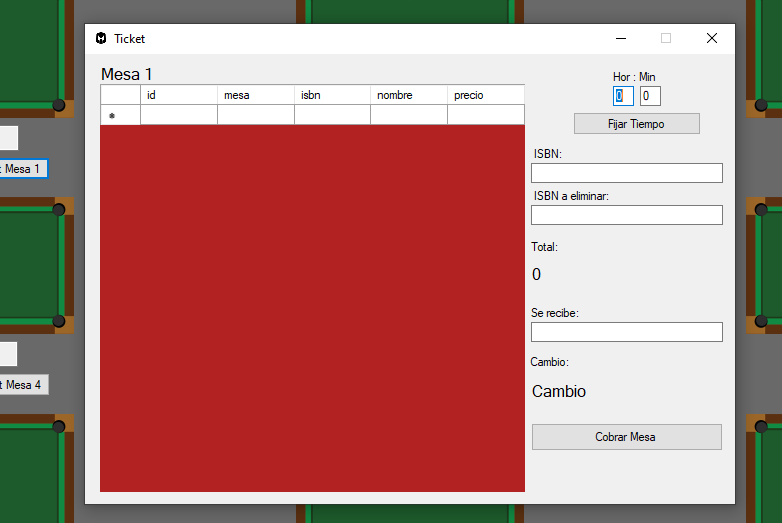 Ticket
Mesa 1
id mesa isbn nombre precio
Hor : Min
0 0
Fijar Tiempo
ISBN:
ISBN a eliminar:
Total:
0
Se recibe:
Cambio:
Cambio
Cobrar Mesa
t Mesa 1
t Mesa 4